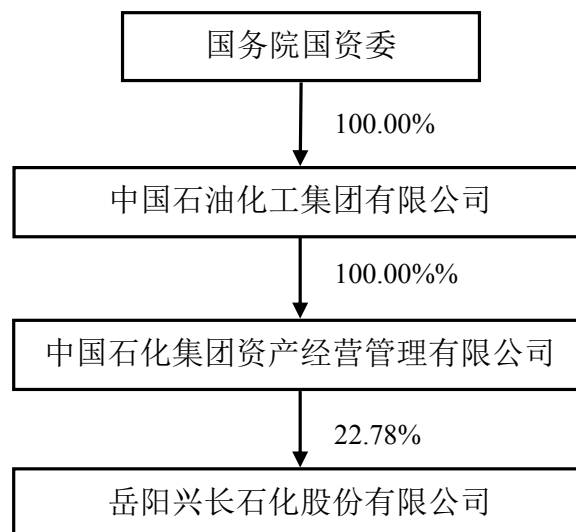 国务院国资委
100.00%
中国石油化工集团有限公司
100.00%%
中国石化集团资产经营管理有限公司
22.78%
岳阳兴长石化股份有限公司